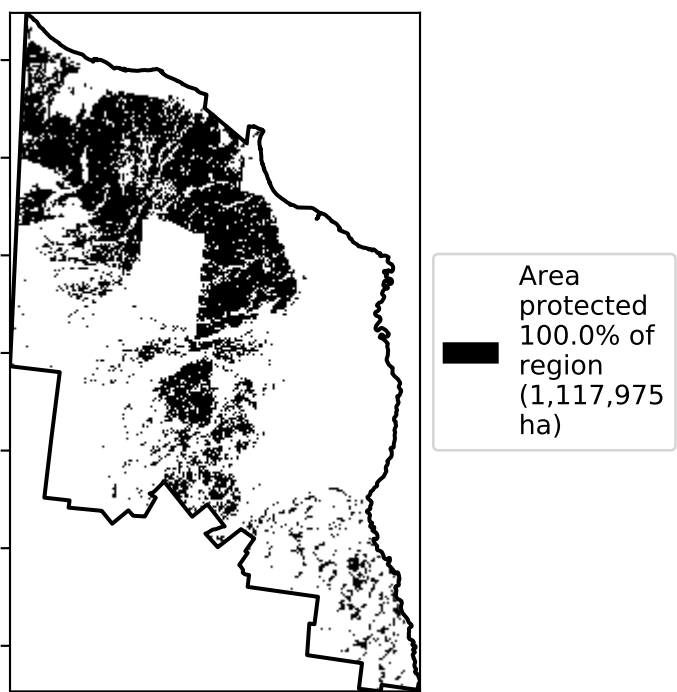 Area
protected
100.0% of
region
(1,117,975
ha)